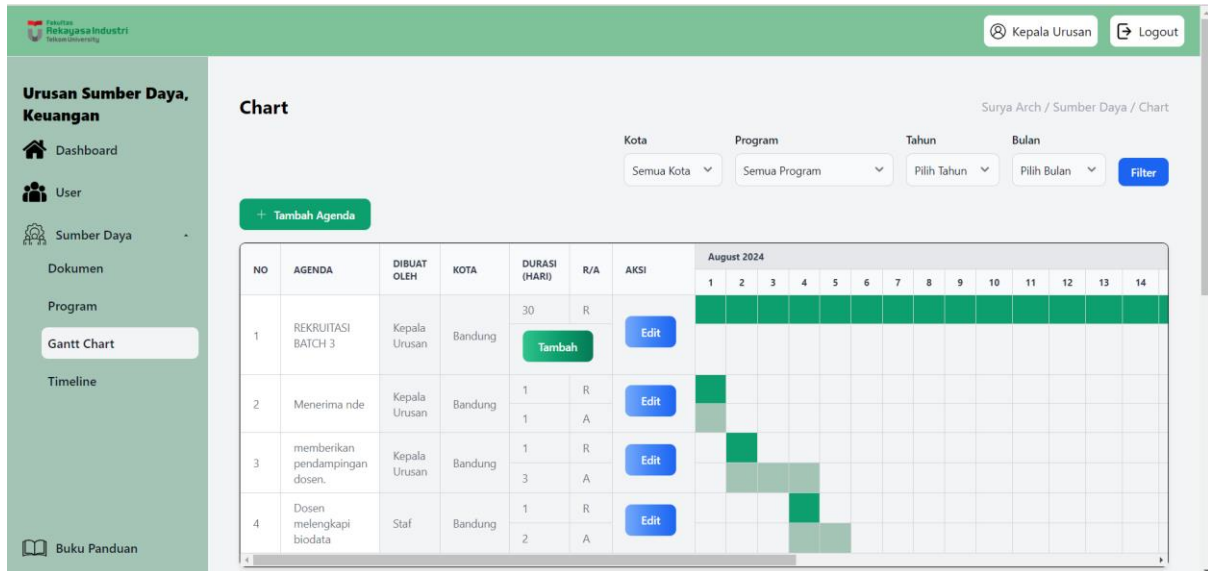 Fakultas
Rekayasa Industri
Telkom University
Kepala Urusan
Logout
Urusan Sumber Daya,
Keuangan
Dashboard
User
Sumber Daya
Dokumen
Program
Gantt Chart
Timeline
Buku Panduan
Chart
Surya Arch / Sumber Daya / Chart
Kota Program Tahun Bulan
Semua Kota Semua Program Pilih Tahun Pilih Bulan Filter
+ Tambah Agenda
NO AGENDA DIBUAT OLEH KOTA DURASI (HARI) R/A AKSI August 2024
1 2 3 4 5 6 7 8 9 10 11 12 13 14
1 REKRUITASI BATCH 3 Kepala Urusan Bandung 30 R Edit
Tambah
2 Menerima nde Kepala Urusan Bandung 1 R Edit
1 A
3 memberikan pendampingan dosen. Kepala Urusan Bandung 1 R Edit
3 A
4 Dosen melengkapi biodata Staf Bandung 1 R Edit
2 A